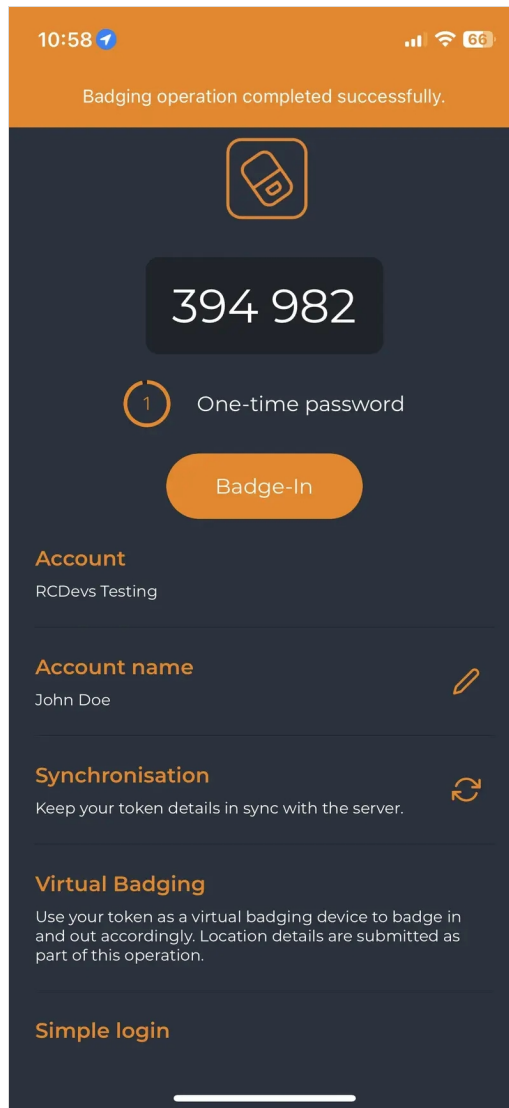 10:58
66
Badging operation completed successfully.
394 982
1 One-time password
Badge-In
Account
RCDevs Testing
Account name
John Doe
Synchronisation
Keep your token details in sync with the server.
Virtual Badging
Use your token as a virtual badging device to badge in
and out accordingly. Location details are submitted as
part of this operation.
Simple login